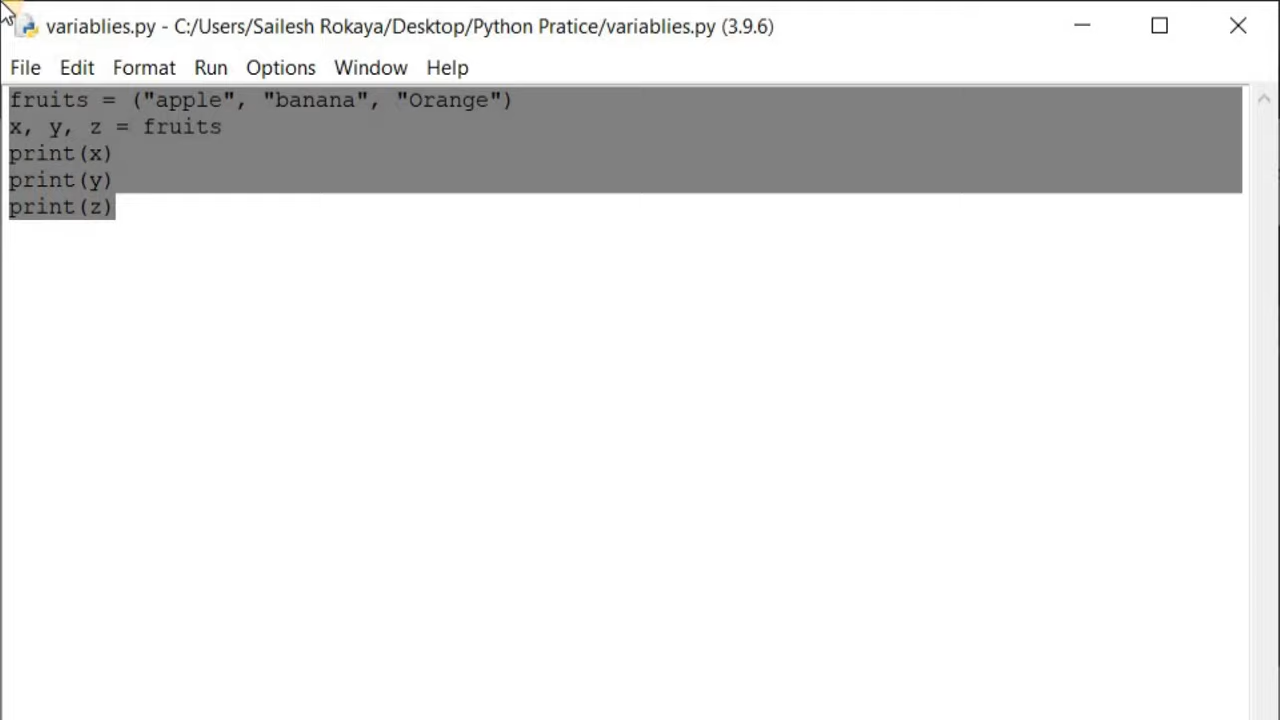 variablies.py - C:/Users/Sailesh Rokaya/Desktop/Python Pratice/variablies.py (3.9.6)
File Edit Format Run Options Window Help
fruits = ("apple", "banana", "Orange")
x, y, z = fruits
print(x)
print(y)
print(z)